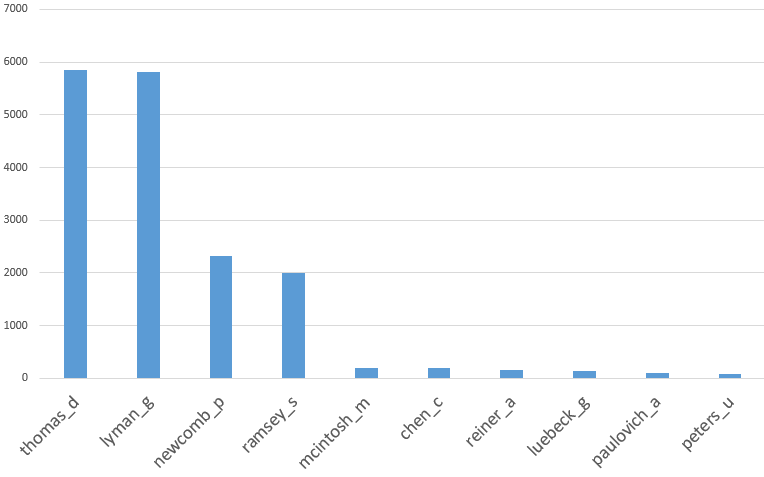 7000
6000
5000
4000
3000
2000
1000
0
thomas_d
lyman_g
newcomb_p
ramsey_s
mcintosh_m
chen_c
reiner_a
luebeck_g
paulovich_a
peters_u